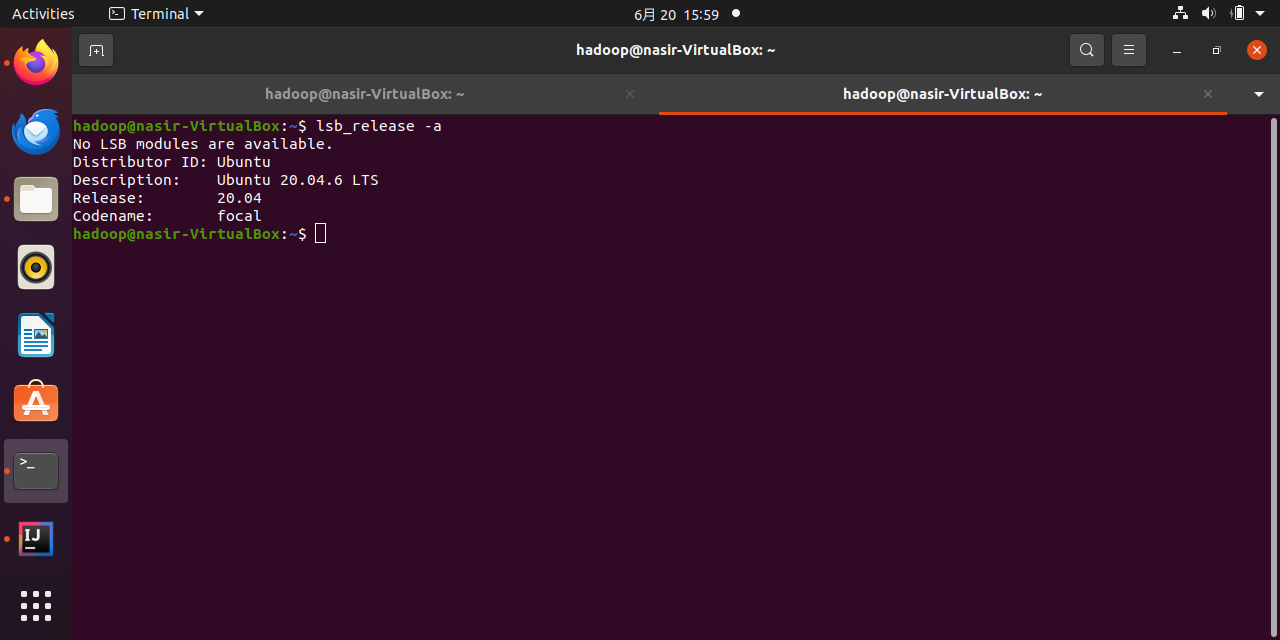 Activities
Terminal
6月 20 15:59
hadoop@nasir-VirtualBox: ~
hadoop@nasir-VirtualBox: ~
hadoop@nasir-VirtualBox: ~
hadoop@nasir-VirtualBox:~$ lsb_release -a
No LSB modules are available.
Distributor ID: Ubuntu
Description:    Ubuntu 20.04.6 LTS
Release:        20.04
Codename:       focal
hadoop@nasir-VirtualBox:~$
>_
IJ